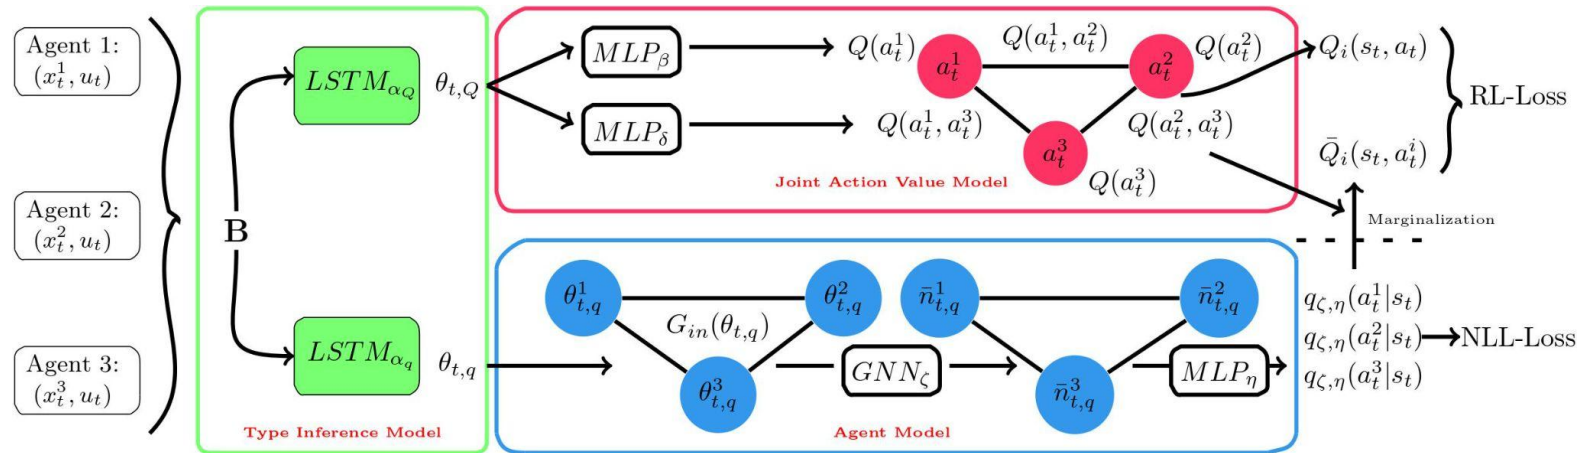 Agent 1:
(x_t^1, u_t)
Agent 2:
(x_t^2, u_t)
Agent 3:
(x_t^3, u_t)
B
LSTM_{α_Q}
θ_{t,Q}
LSTM_{α_q}
θ_{t,q}
Type Inference Model
MLP_β
MLP_δ
Q(a_t^1)
Q(a_t^1, a_t^2)
Q(a_t^2)
a_t^1
a_t^2
Q(a_t^1, a_t^3)
Q(a_t^2, a_t^3)
a_t^3
Q(a_t^3)
Joint Action Value Model
Q_i(s_t, a_t)
RL-Loss
Q̄_i(s_t, a_t^i)
Marginalization
θ_{t,q}^1
θ_{t,q}^2
G_{in}(θ_{t,q})
θ_{t,q}^3
GNN_ζ
n̄_{t,q}^1
n̄_{t,q}^2
n̄_{t,q}^3
MLP_η
Agent Model
q_{ζ,η}(a_t^1|s_t)
q_{ζ,η}(a_t^2|s_t)
NLL-Loss
q_{ζ,η}(a_t^3|s_t)